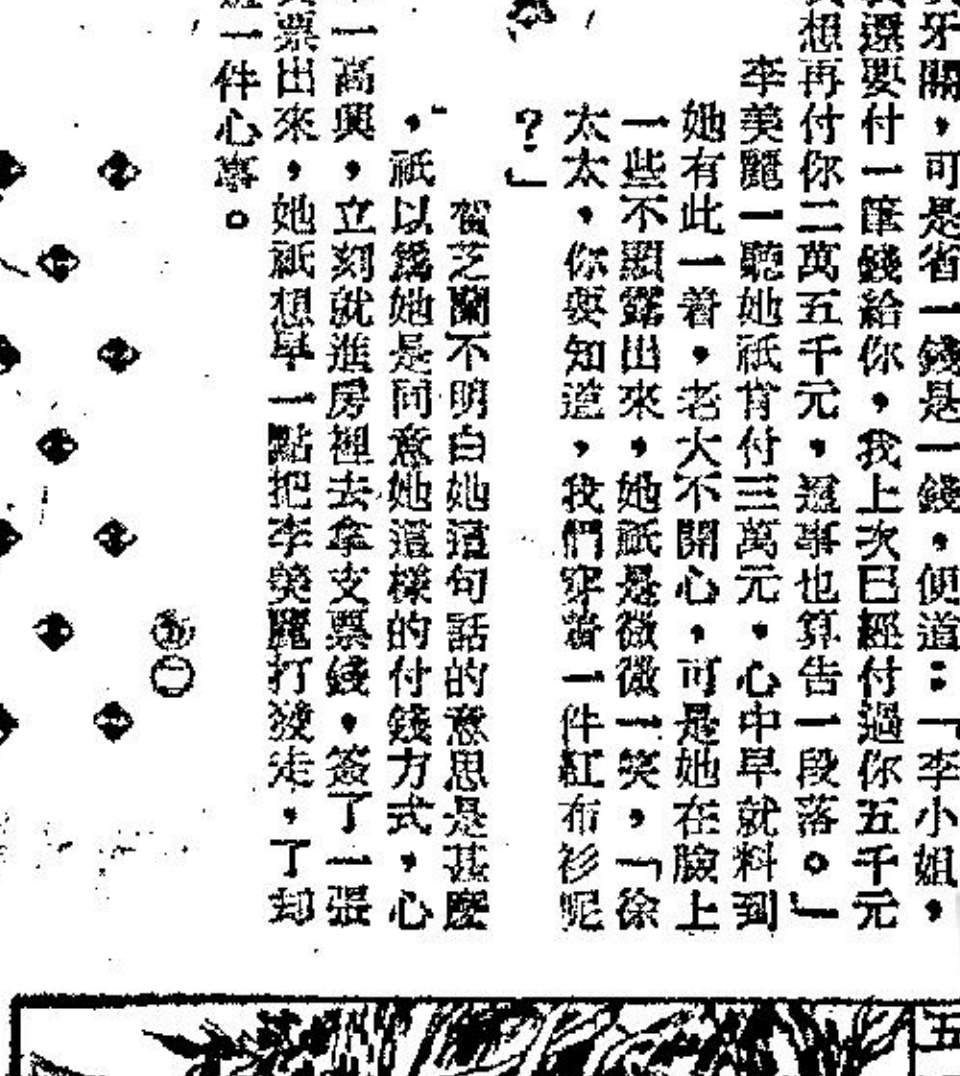 牙關，可是省一錢是一錢，便道：「李小姐，
還要付一筆錢給你，我上次已經付過你五千元
想再付你二萬五千元，這事也算告一段落。」
李美麗一聽她祇肯付三萬元，心中早就料到
她有此一着，老大不開心，可是她在臉上
一些不顯露出來，她祇是微微一笑，「徐
太太，你要知道，我們穿着一件紅布衫呢
？」
賀芝蘭不明白她這句話的意思是甚麼
，祇以為她是同意她這樣的付錢方式，心
一高興，立刻就進房裡去拿支票錢，簽了一張
票出來，她祇想早一點把李美麗打發走，了却
一件心事。
五